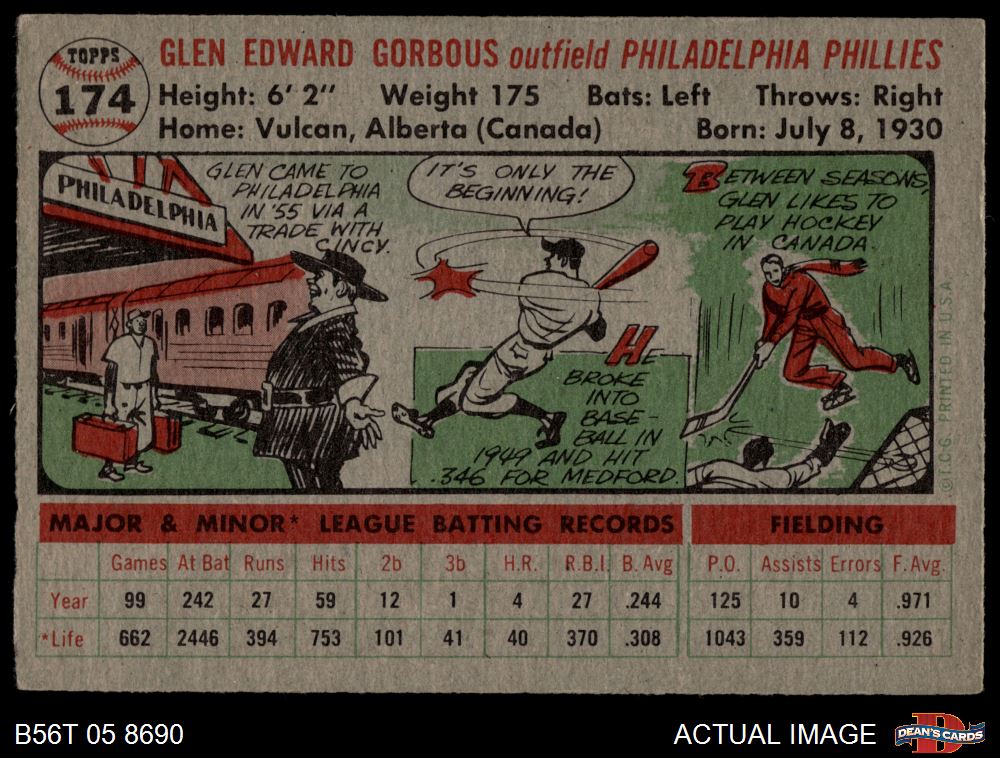 TOPPS
174
GLEN EDWARD GORBOUS outfield PHILADELPHIA PHILLIES
Height: 6' 2" Weight 175 Bats: Left Throws: Right
Home: Vulcan, Alberta (Canada) Born: July 8, 1930
PHILADELPHIA
GLEN CAME TO
PHILADELPHIA
IN '55 VIA A
TRADE WITH
CINCY.
IT'S ONLY THE
BEGINNING!
HE
BROKE
INTO
BASE-
BALL IN
1949 AND HIT
.346 FOR MEDFORD.
BETWEEN SEASONS,
GLEN LIKES TO
PLAY HOCKEY
IN CANADA.
© T.C.G. PRINTED IN U.S.A.
MAJOR & MINOR* LEAGUE BATTING RECORDS FIELDING
Games At Bat Runs Hits 2b 3b H.R. R.B.I. B. Avg P.O. Assists Errors F. Avg.
Year 99 242 27 59 12 1 4 27 .244 125 10 4 .971
*Life 662 2446 394 753 101 41 40 370 .308 1043 359 112 .926
B56T 05 8690 ACTUAL IMAGE
D
DEAN'S CARDS